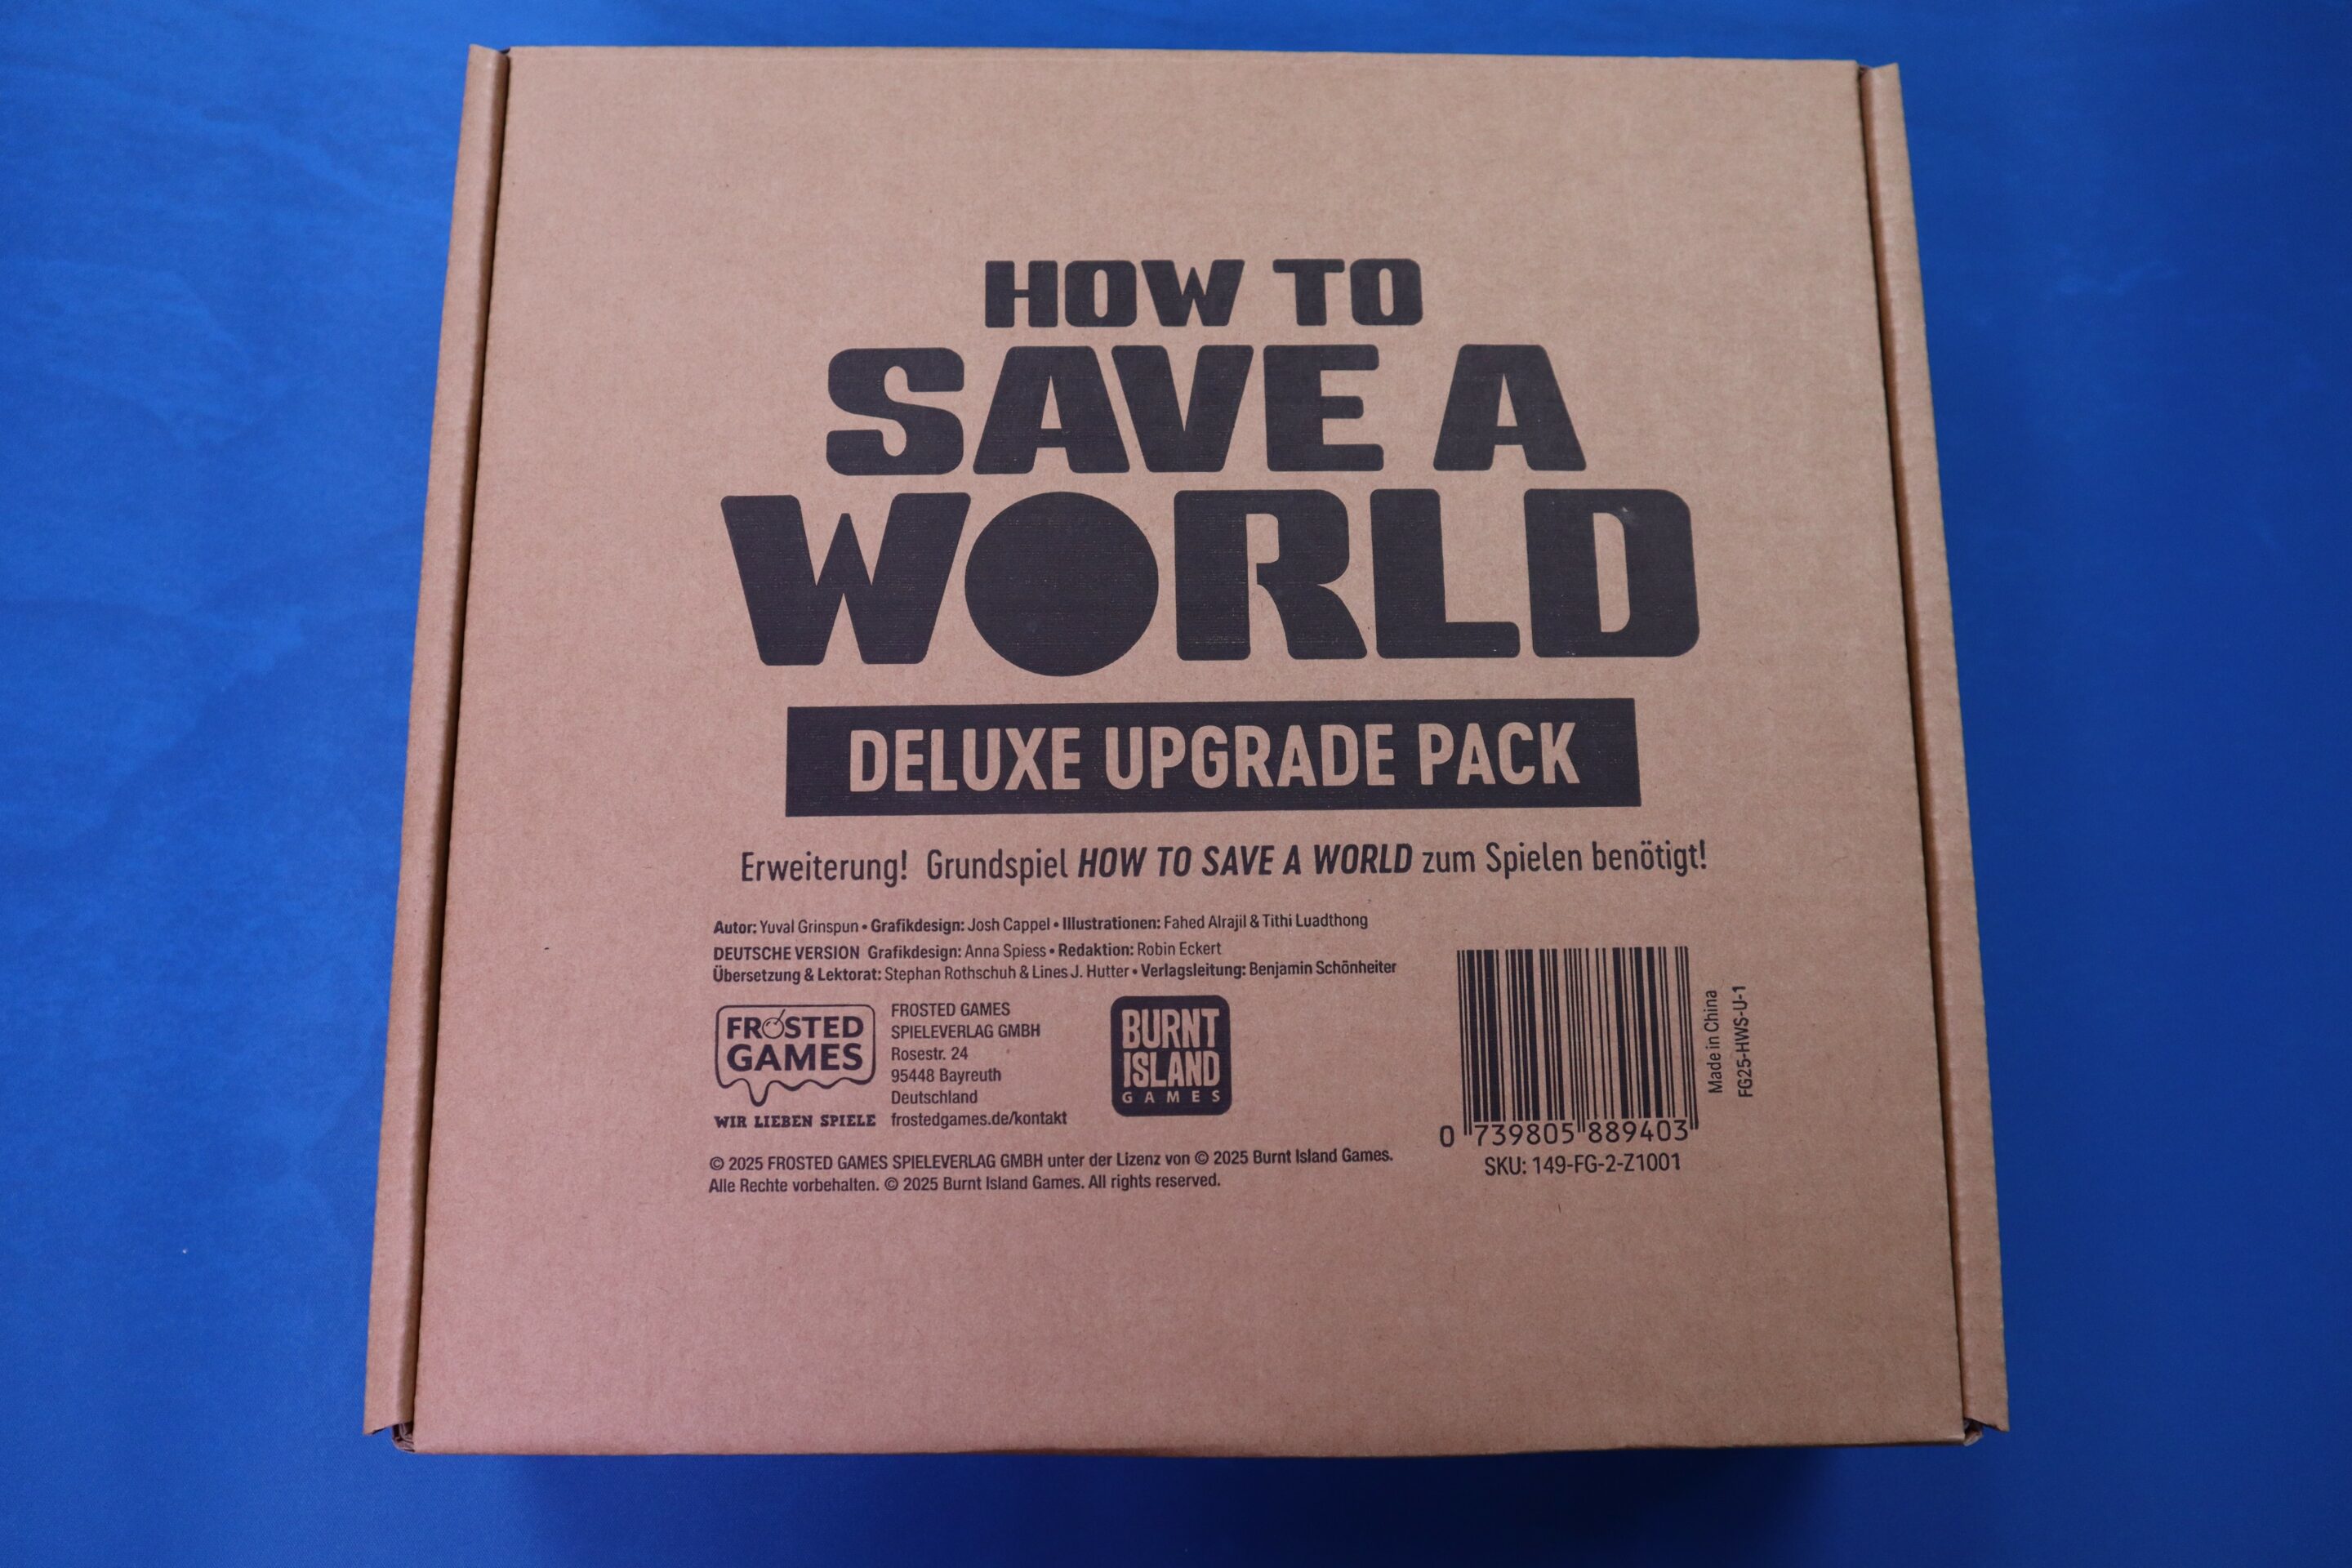 HOW TO
SAVE A
WORLD
DELUXE UPGRADE PACK
Erweiterung! Grundspiel HOW TO SAVE A WORLD zum Spielen benötigt!
Autor: Yuval Grinspun • Grafikdesign: Josh Cappel • Illustrationen: Fahed Alrajil & Tithi Luadthong
DEUTSCHE VERSION Grafikdesign: Anna Spiess • Redaktion: Robin Eckert
Übersetzung & Lektorat: Stephan Rothschuh & Lines J. Hutter • Verlagsleitung: Benjamin Schönheiter
FROSTED
GAMES
WIR LIEBEN SPIELE
FROSTED GAMES
SPIELEVERLAG GMBH
Rosestr. 24
95448 Bayreuth
Deutschland
frostedgames.de/kontakt
BURNT
ISLAND
GAMES
© 2025 FROSTED GAMES SPIELEVERLAG GMBH unter der Lizenz von © 2025 Burnt Island Games.
Alle Rechte vorbehalten. © 2025 Burnt Island Games. All rights reserved.
0 739805 889403
SKU: 149-FG-2-Z1001
Made in China
FG25-HWS-U-1